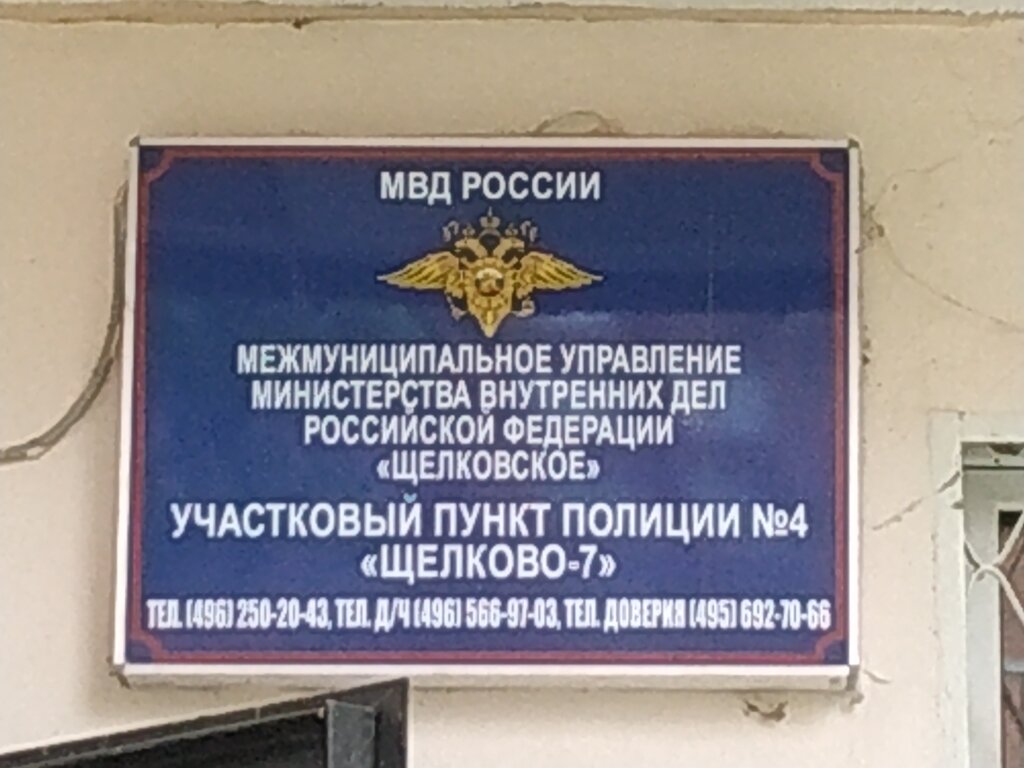 МВД РОССИИ
МЕЖМУНИЦИПАЛЬНОЕ УПРАВЛЕНИЕ
МИНИСТЕРСТВА ВНУТРЕННИХ ДЕЛ
РОССИЙСКОЙ ФЕДЕРАЦИИ
«ЩЕЛКОВСКОЕ»
УЧАСТКОВЫЙ ПУНКТ ПОЛИЦИИ №4
«ЩЕЛКОВО-7»
ТЕЛ. (496) 250-20-43, ТЕЛ. Д/Ч (496) 566-97-03, ТЕЛ. ДОВЕРИЯ (495) 692-70-66